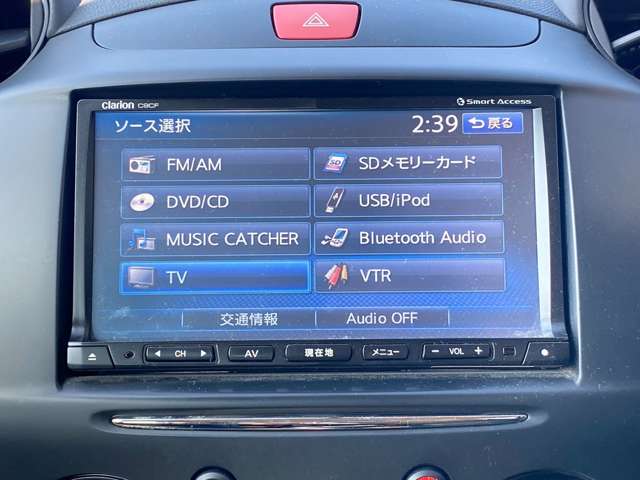 Clarion C9CF Smart Access
ソース選択 2:39 戻る
FM/AM SDメモリーカード
DVD/CD USB/iPod
MUSIC CATCHER Bluetooth Audio
TV VTR
交通情報 Audio OFF
CH AV 現在地 メニュー − VOL +